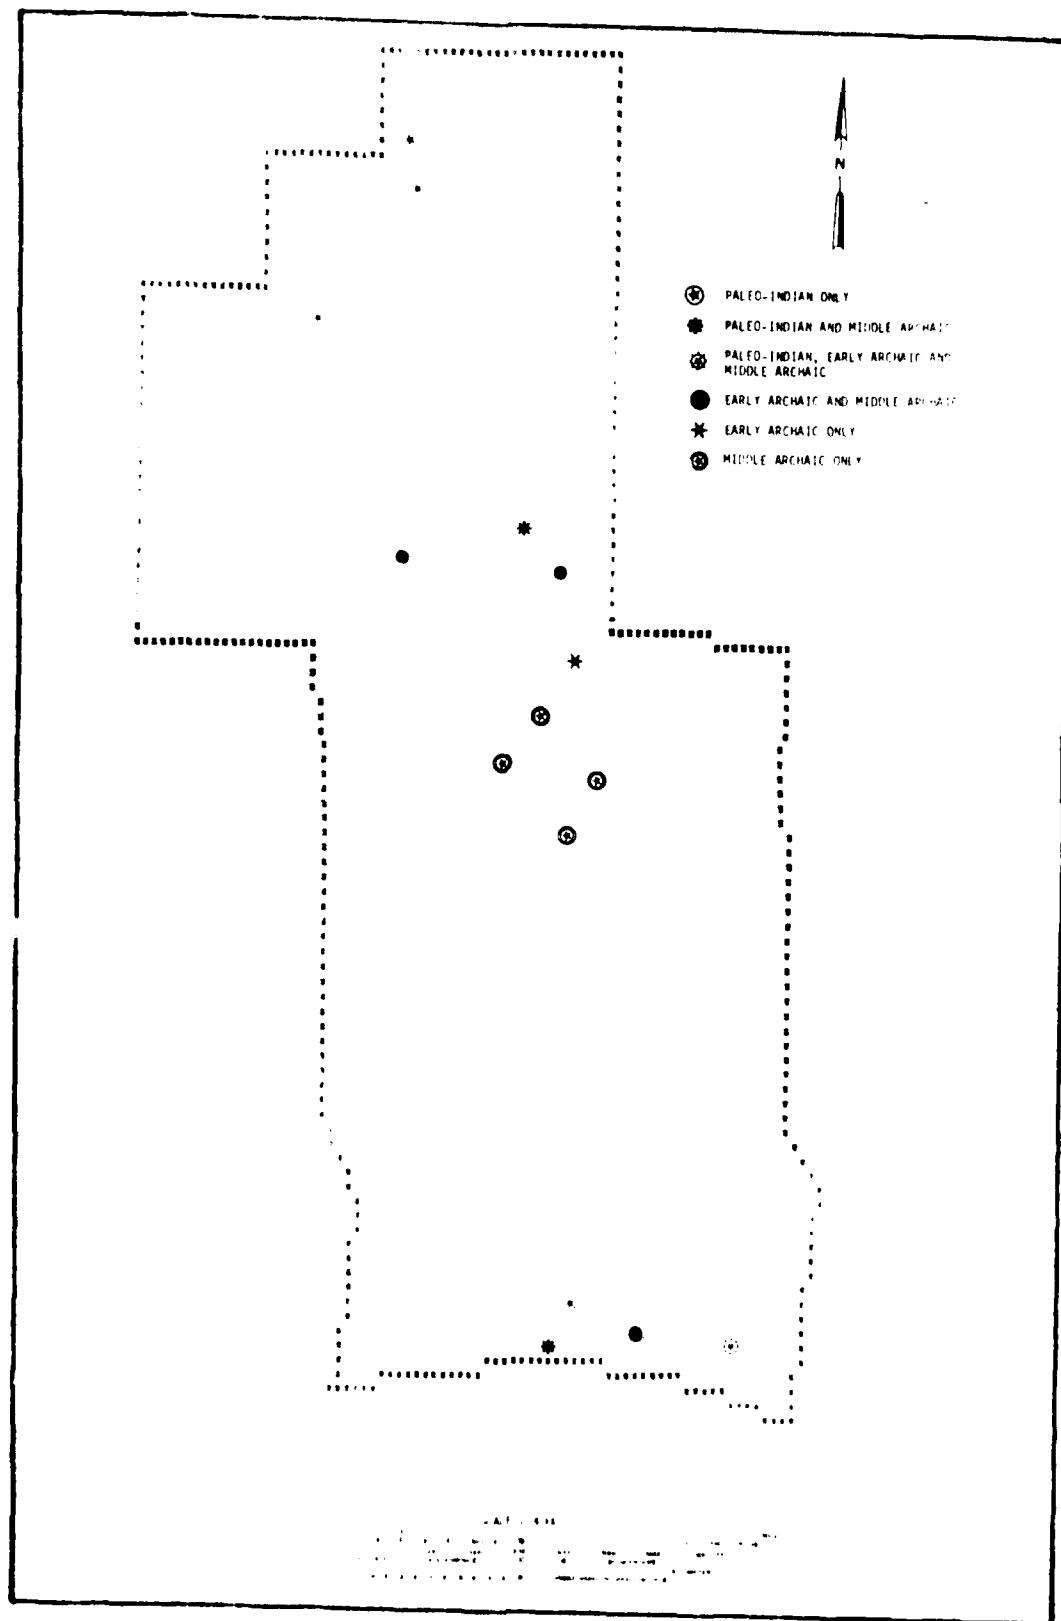 N
PALEO-INDIAN ONLY
PALEO-INDIAN AND MIDDLE ARCHAIC
PALEO-INDIAN, EARLY ARCHAIC AND
MIDDLE ARCHAIC
EARLY ARCHAIC AND MIDDLE ARCHAIC
EARLY ARCHAIC ONLY
MIDDLE ARCHAIC ONLY